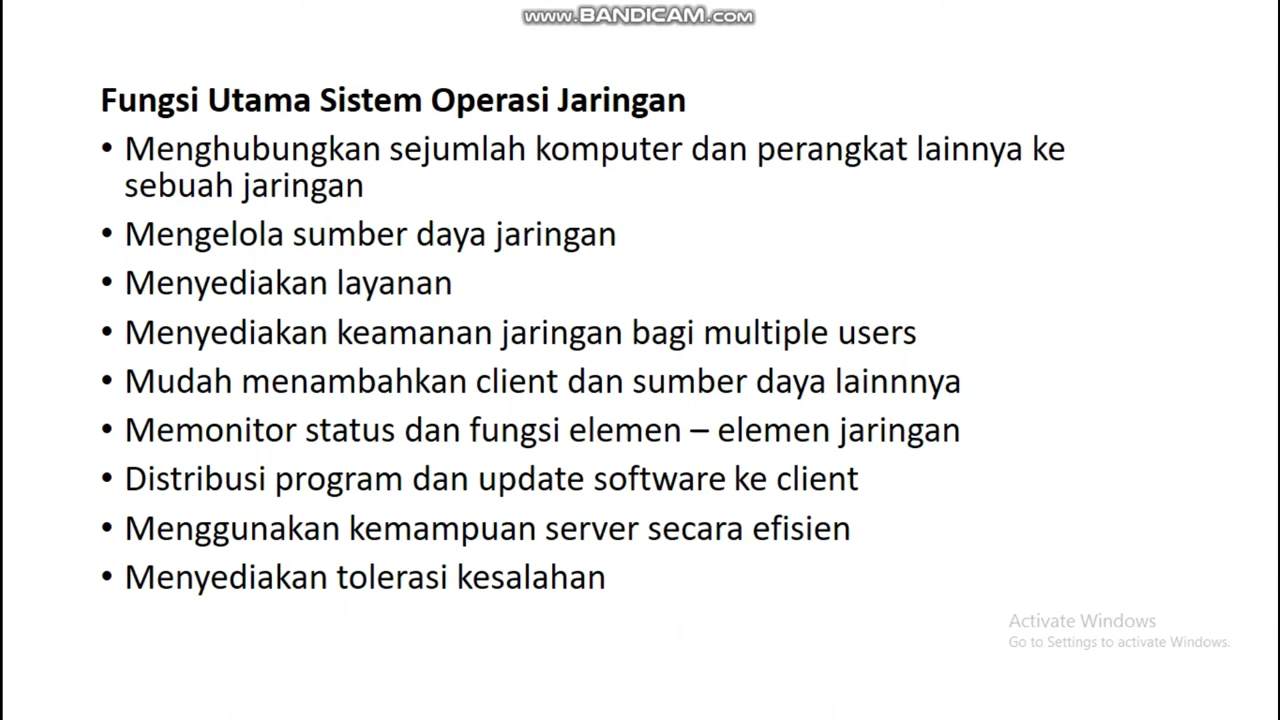 www.BANDICAM.com
Fungsi Utama Sistem Operasi Jaringan
• Menghubungkan sejumlah komputer dan perangkat lainnya ke
sebuah jaringan
• Mengelola sumber daya jaringan
• Menyediakan layanan
• Menyediakan keamanan jaringan bagi multiple users
• Mudah menambahkan client dan sumber daya lainnnya
• Memonitor status dan fungsi elemen – elemen jaringan
• Distribusi program dan update software ke client
• Menggunakan kemampuan server secara efisien
• Menyediakan tolerasi kesalahan
Activate Windows
Go to Settings to activate Windows.